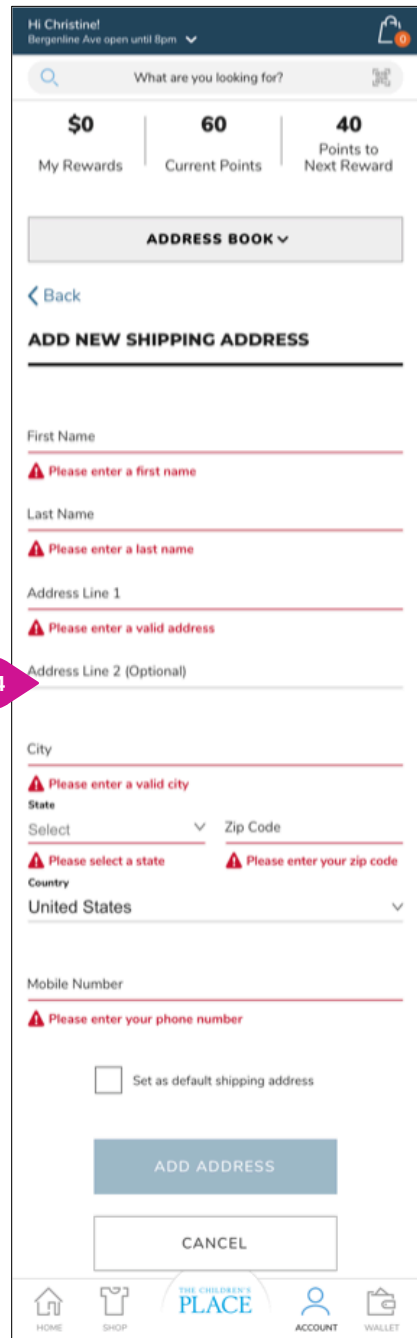 Hi Christine!
Bergenline Ave open until 8pm
0
What are you looking for?
$0
My Rewards
60
Current Points
40
Points to
Next Reward
ADDRESS BOOK
Back
ADD NEW SHIPPING ADDRESS
First Name
Please enter a first name
Last Name
Please enter a last name
Address Line 1
Please enter a valid address
4
Address Line 2 (Optional)
City
Please enter a valid city
State
Select
Zip Code
Please select a state
Please enter your zip code
Country
United States
Mobile Number
Please enter your phone number
Set as default shipping address
ADD ADDRESS
CANCEL
HOME
SHOP
THE CHILDREN'S
PLACE
ACCOUNT
WALLET